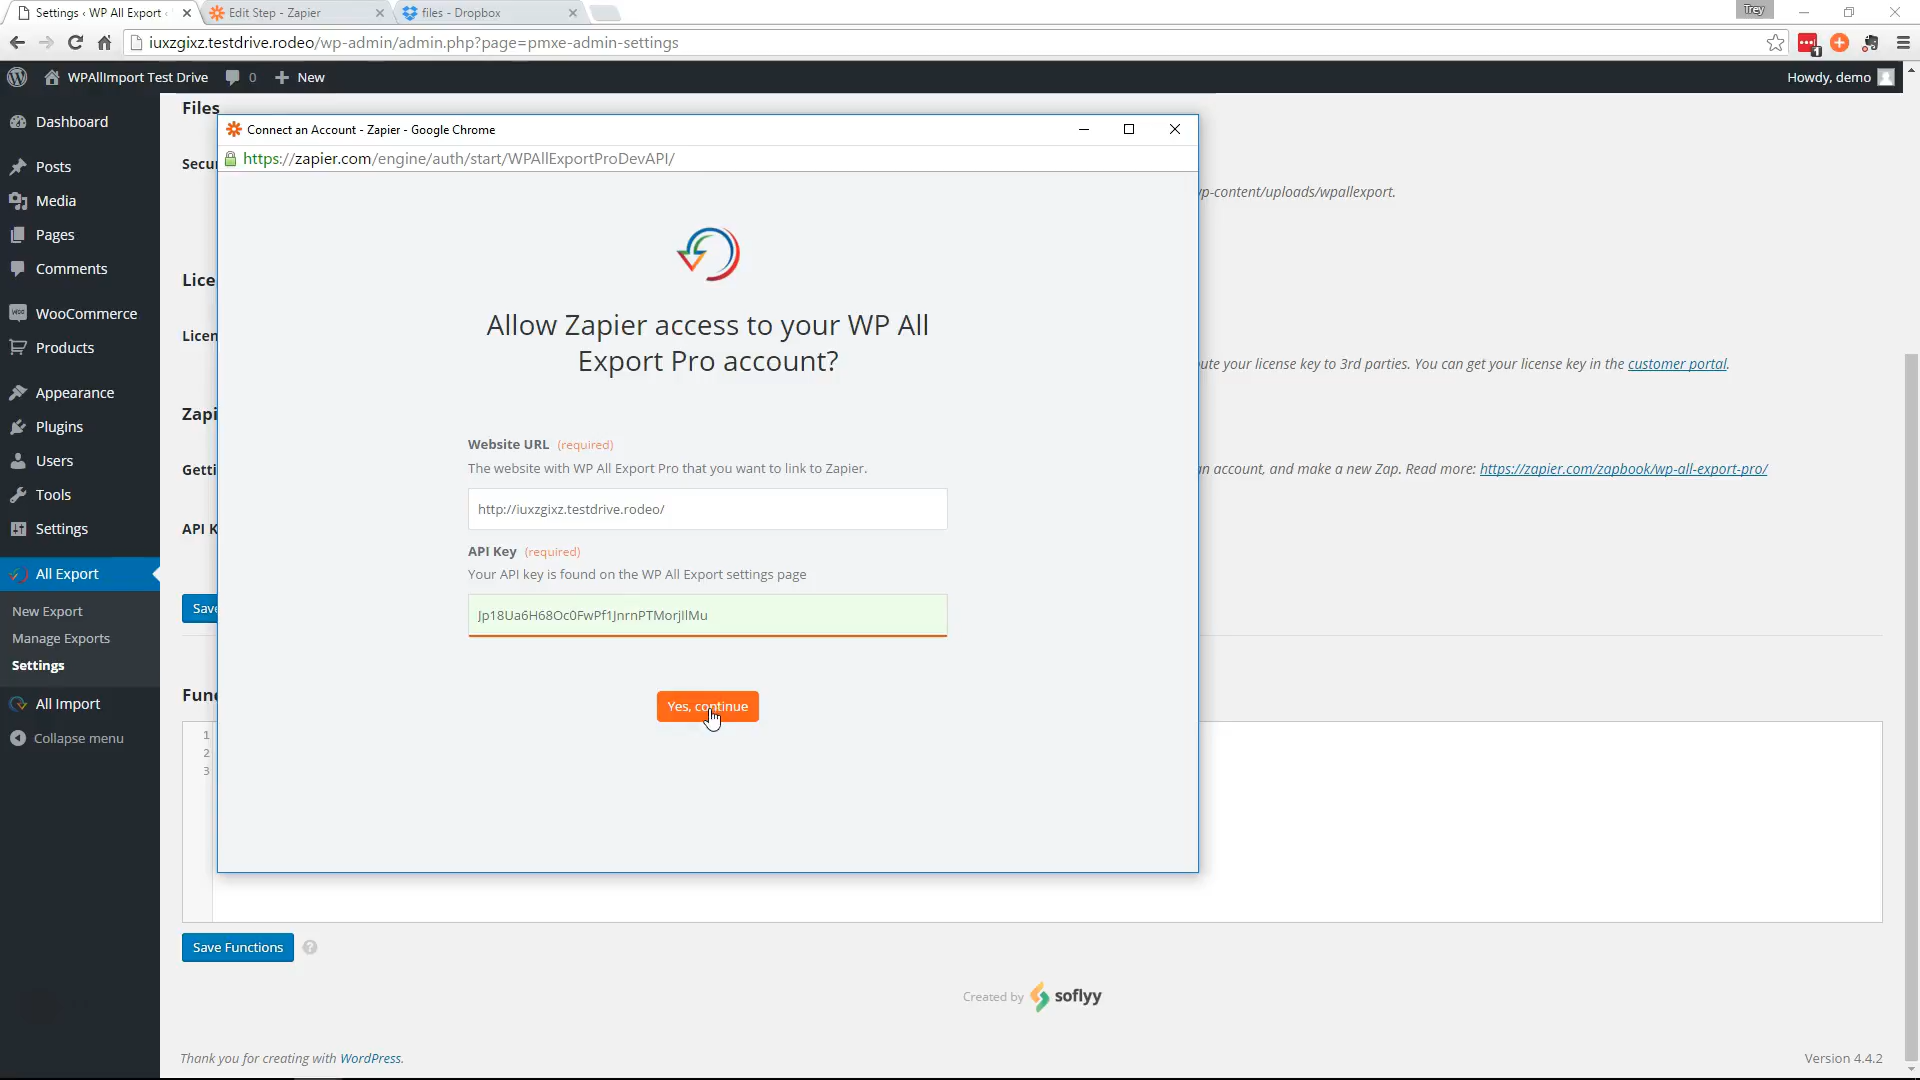 Settings ‹ WP All Export ‹
Edit Step - Zapier
files - Dropbox
Trey
iuxzgixz.testdrive.rodeo/wp-admin/admin.php?page=pmxe-admin-settings
1
WPAllImport Test Drive
0
New
Howdy, demo
Dashboard
Posts
Media
Pages
Comments
WooCommerce
Products
Appearance
Plugins
Users
Tools
Settings
All Export
New Export
Manage Exports
Settings
All Import
Collapse menu
Files
Secu
p-content/uploads/wpallexport.
Lice
Licen
ute your license key to 3rd parties. You can get your license key in the customer portal.
Zapi
Getti
n account, and make a new Zap. Read more: https://zapier.com/zapbook/wp-all-export-pro/
API K
Save
Func
1
2
3
Connect an Account - Zapier - Google Chrome
https://zapier.com/engine/auth/start/WPAllExportProDevAPI/
Allow Zapier access to your WP All
Export Pro account?
Website URL (required)
The website with WP All Export Pro that you want to link to Zapier.
http://iuxzgixz.testdrive.rodeo/
API Key (required)
Your API key is found on the WP All Export settings page
Yes, continue
Save Functions
?
Created by soflyy
Thank you for creating with WordPress.
Version 4.4.2